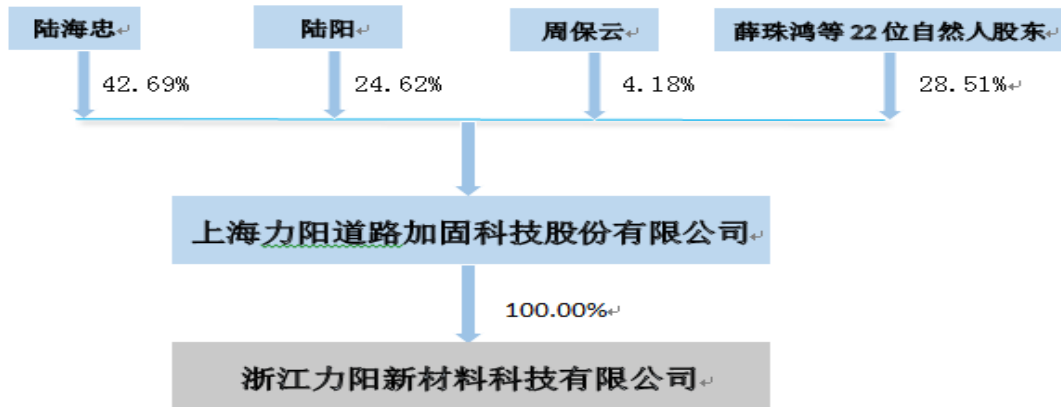 陆海忠
陆阳
周保云
薛珠鸿等 22 位自然人股东
42.69%
24.62%
4.18%
28.51%
上海力阳道路加固科技股份有限公司
100.00%
浙江力阳新材料科技有限公司